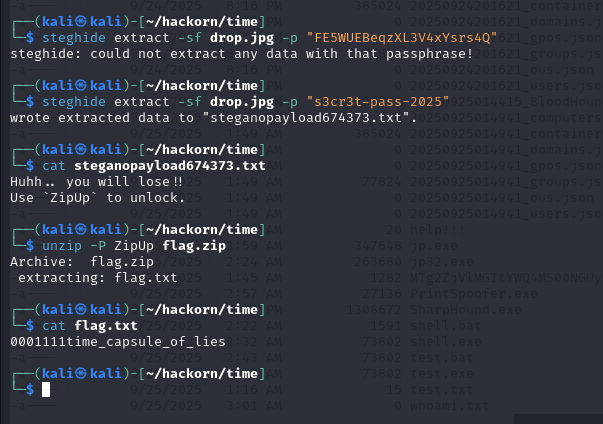 ┌──(kali㉿kali)-[~/hackorn/time]
└─$ steghide extract -sf drop.jpg -p "FE5WUEBeqzXL3V4xYsrs4Q"
steghide: could not extract any data with that passphrase!
┌──(kali㉿kali)-[~/hackorn/time]
└─$ steghide extract -sf drop.jpg -p "s3cr3t-pass-2025"
wrote extracted data to "steganopayload674373.txt".
┌──(kali㉿kali)-[~/hackorn/time]
└─$ cat steganopayload674373.txt
Huhh.. you will lose!!
Use `ZipUp` to unlock.
┌──(kali㉿kali)-[~/hackorn/time]
└─$ unzip -P ZipUp flag.zip
Archive:  flag.zip
 extracting: flag.txt
┌──(kali㉿kali)-[~/hackorn/time]
└─$ cat flag.txt
0001111time_capsule_of_lies
┌──(kali㉿kali)-[~/hackorn/time]
└─$